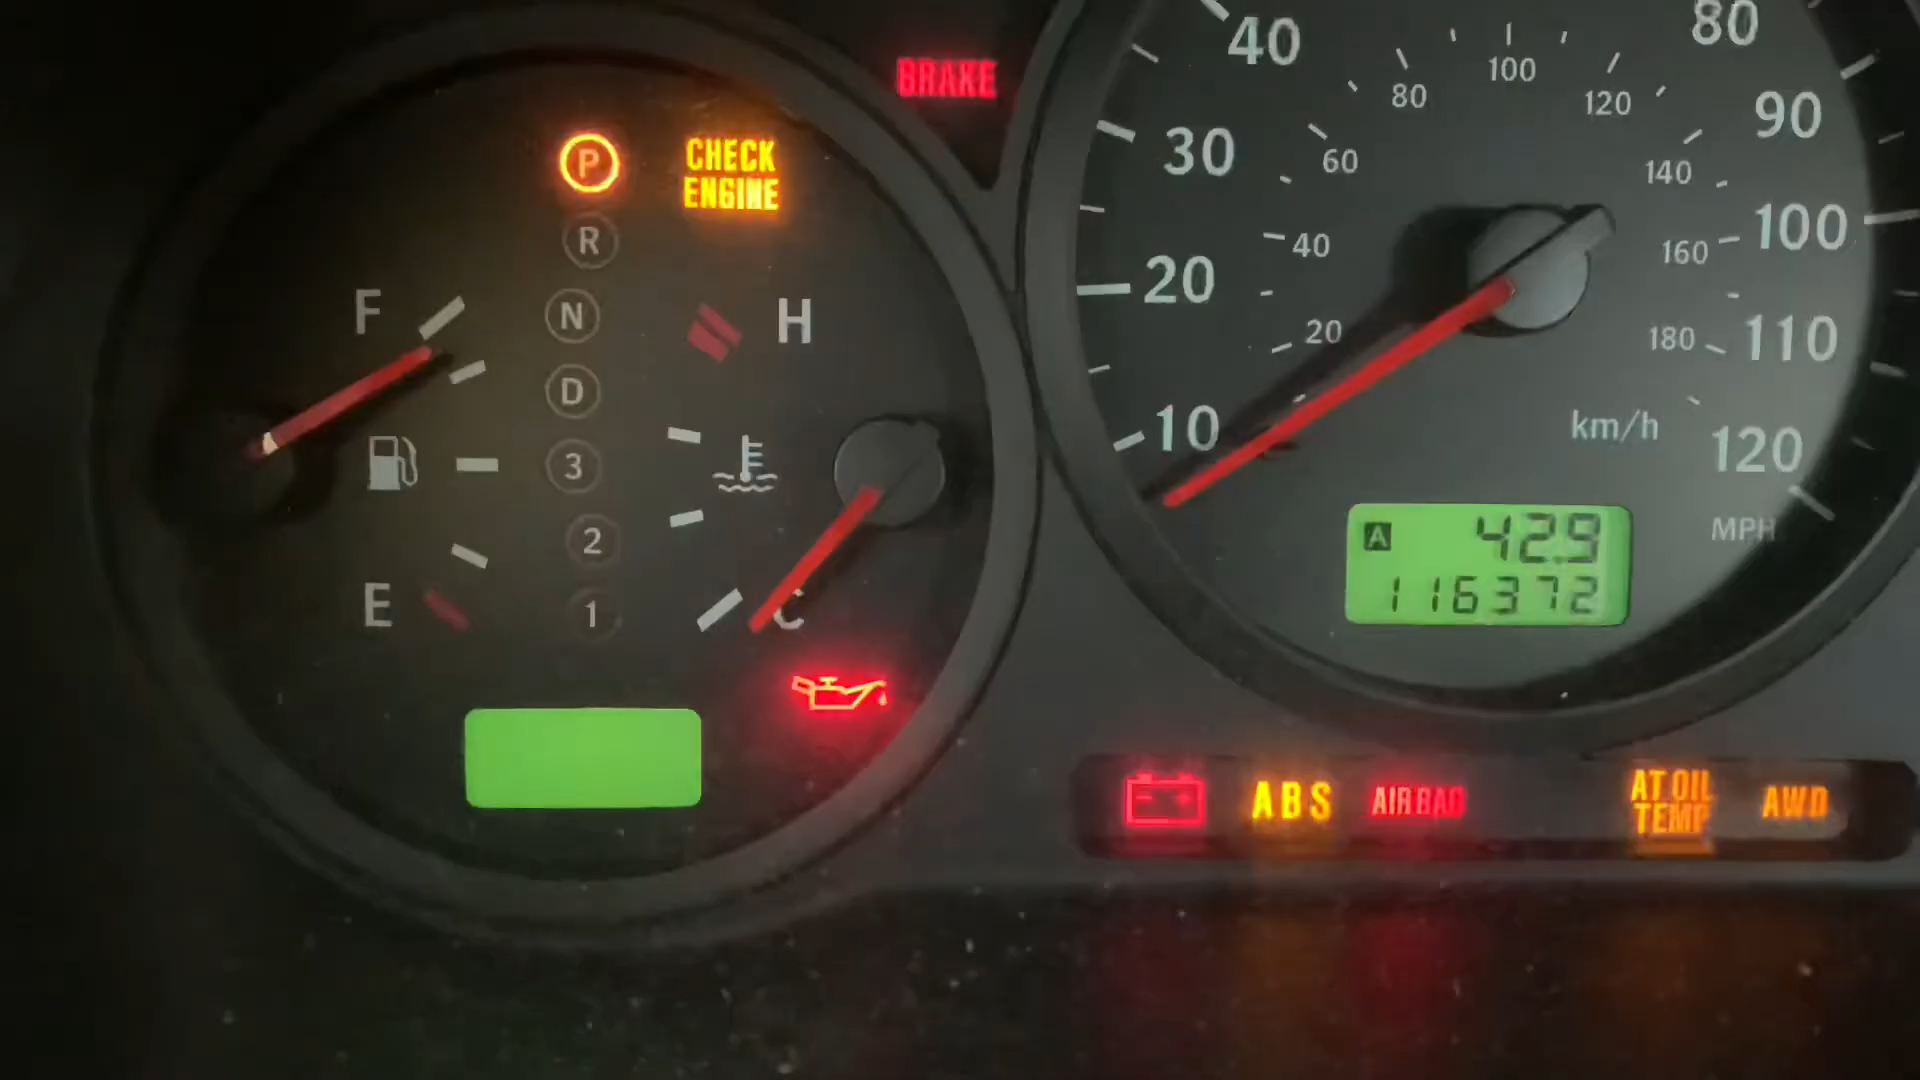 BRAKE
P
CHECK
ENGINE
R
N
D
3
2
1
F
E
H
C
40
80
30
90
20
100
10
110
120
80
100
120
60
140
40
160
20
180
km/h
MPH
A 42.9
116372
ABS
AIRBAG
AT OIL
TEMP
AWD